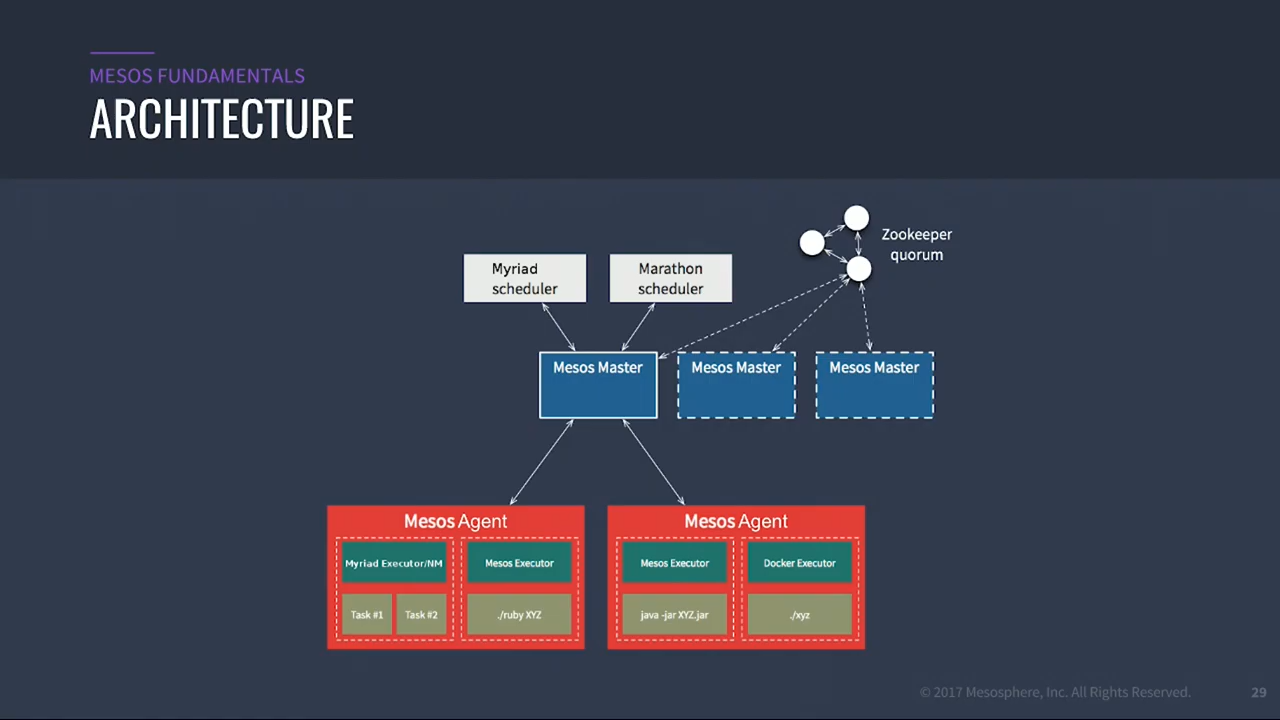 MESOS FUNDAMENTALS
ARCHITECTURE
Zookeeper
quorum
Myriad
scheduler
Marathon
scheduler
Mesos Master
Mesos Master
Mesos Master
Mesos Agent
Myriad Executor/NM
Mesos Executor
Task #1
Task #2
./ruby XYZ
Mesos Agent
Mesos Executor
Docker Executor
java -jar XYZ.jar
./xyz
© 2017 Mesosphere, Inc. All Rights Reserved.
29